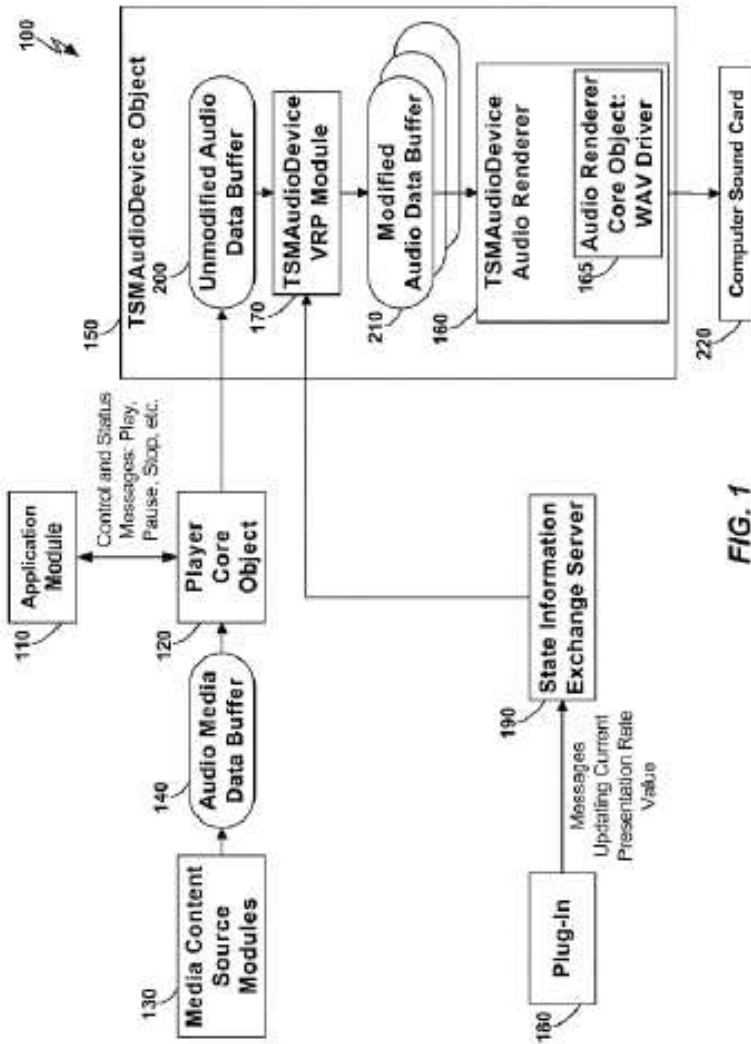 100
150
TSMAudioDevice Object
200
Unmodified Audio
Data Buffer
170
TSMAudioDevice
VRP Module
210
Modified
Audio Data Buffer
160
TSMAudioDevice
Audio Renderer
165
Audio Renderer
Core Object:
WAV Driver
220
Computer Sound Card
110
Application
Module
Control and Status
Messages: Play,
Pause, Stop, etc.
120
Player
Core
Object
140
Audio Media
Data Buffer
130
Media Content
Source
Modules
190
State Information
Exchange Server
Messages
Updating Current
Presentation Rate
Value
180
Plug-In
FIG. 1